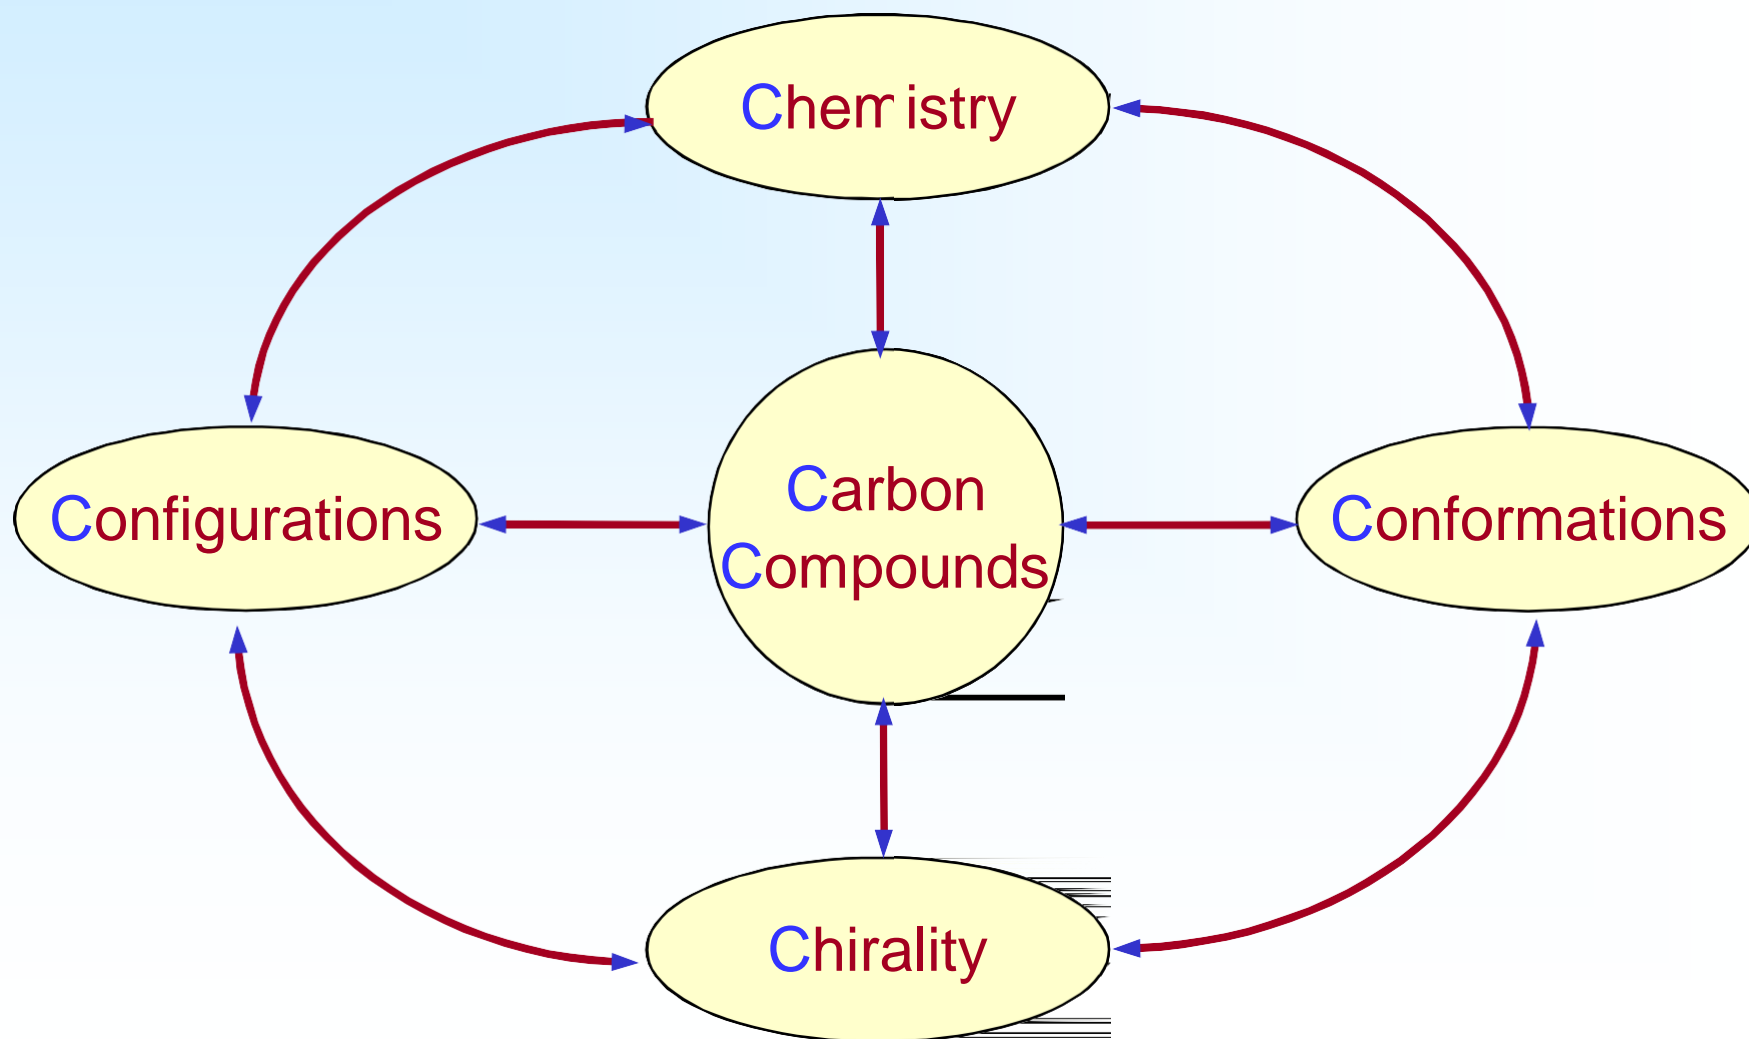 Chemistry
Configurations
Carbon
Compounds
Conformations
Chirality